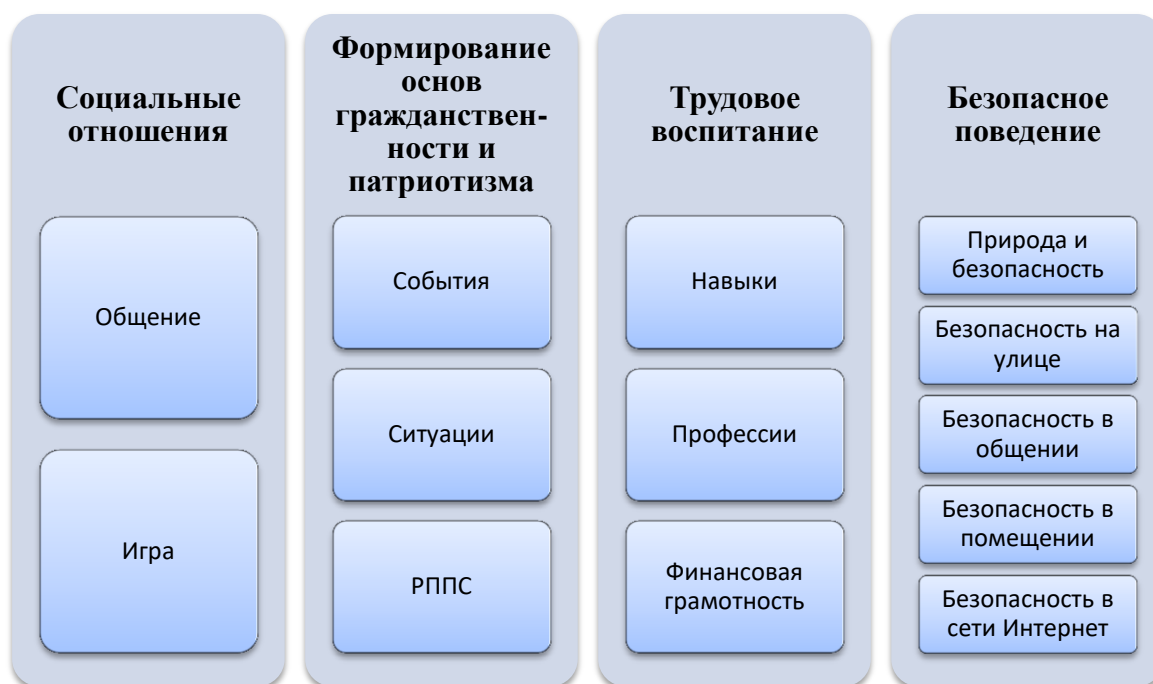 Социальные
отношения
Общение
Игра
Формирование
основ
гражданствен-
ности и
патриотизма
События
Ситуации
РППС
Трудовое
воспитание
Навыки
Профессии
Финансовая
грамотность
Безопасное
поведение
Природа и
безопасность
Безопасность на
улице
Безопасность в
общении
Безопасность в
помещении
Безопасность в
сети Интернет